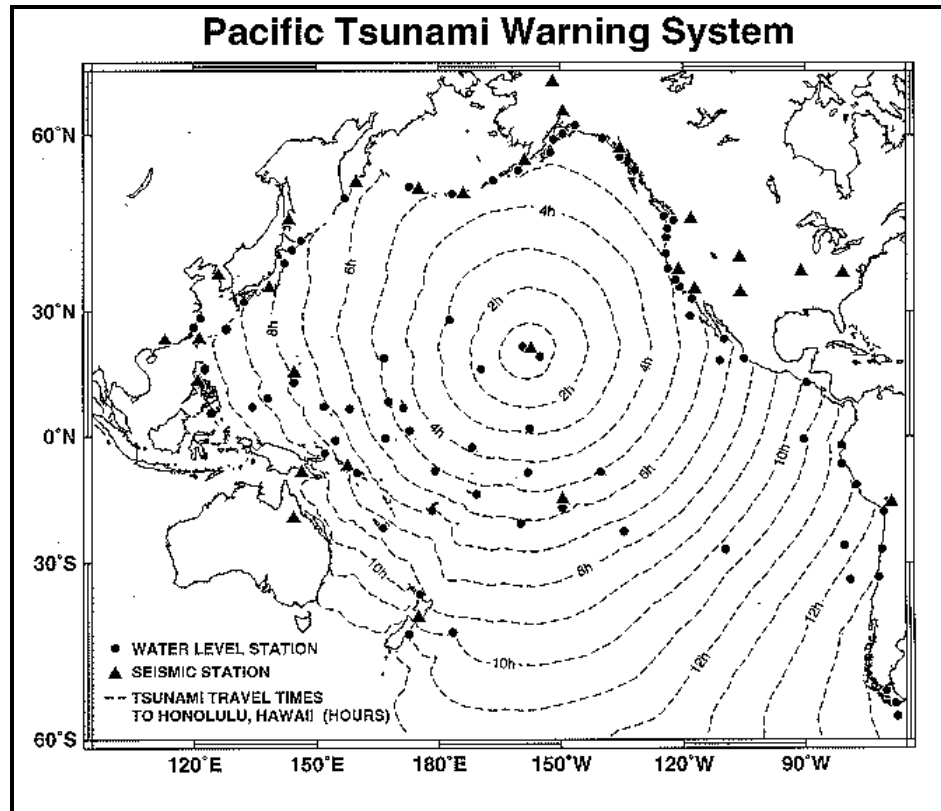 Pacific Tsunami Warning System
60°N
30°N
0°N
30°S
60°S
4h
6h
2h
8h
4h
2h
4h
6h
10h
8h
10h
12h
10h
12h
WATER LEVEL STATION
SEISMIC STATION
TSUNAMI TRAVEL TIMES
TO HONOLULU, HAWAII (HOURS)
120°E
150°E
180°E
150°W
120°W
90°W